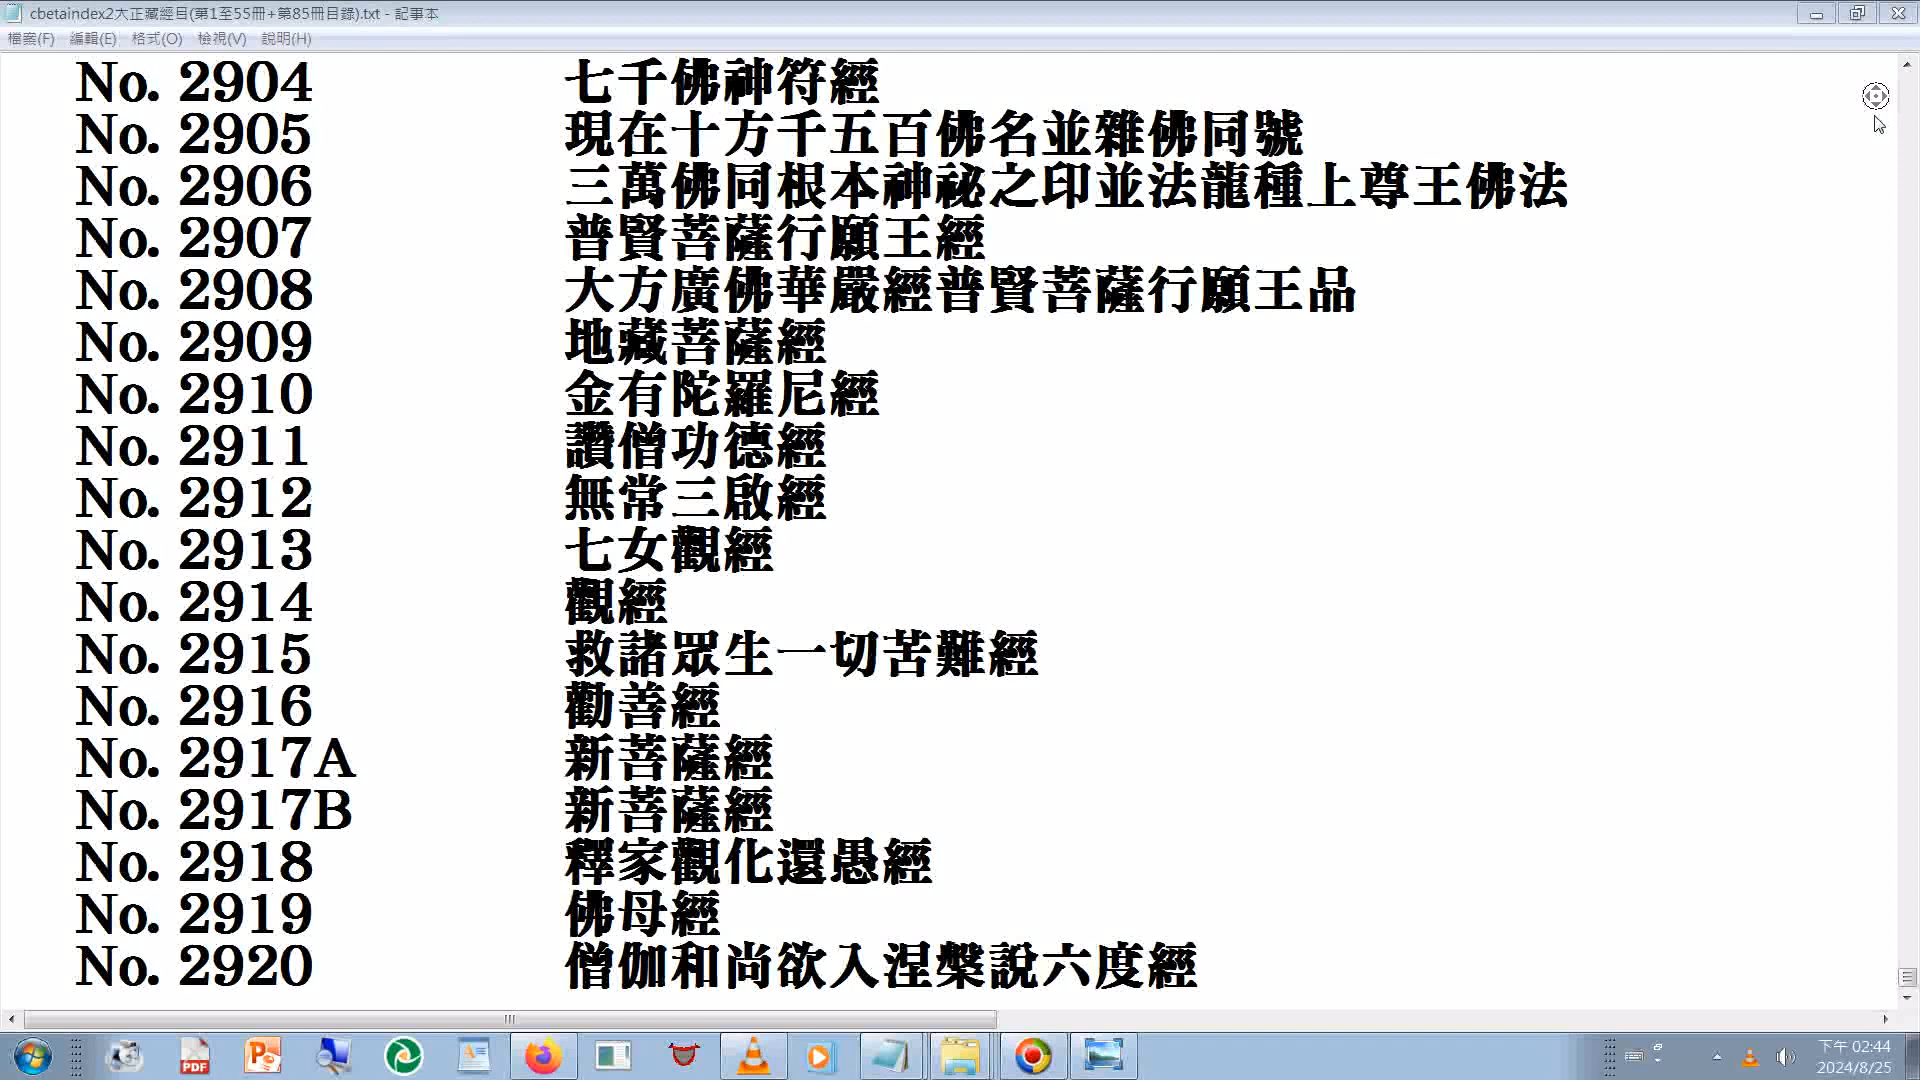 cbetaindex2大正藏經目(第1至55冊+第85冊目錄).txt - 記事本
檔案(F) 編輯(E) 格式(O) 檢視(V) 說明(H)
No. 2904 七千佛神符經
No. 2905 現在十方千五百佛名並雜佛同號
No. 2906 三萬佛同根本神祕之印並法龍種上尊王佛法
No. 2907 普賢菩薩行願王經
No. 2908 大方廣佛華嚴經普賢菩薩行願王品
No. 2909 地藏菩薩經
No. 2910 金有陀羅尼經
No. 2911 讚僧功德經
No. 2912 無常三啟經
No. 2913 七女觀經
No. 2914 觀經
No. 2915 救諸眾生一切苦難經
No. 2916 勸善經
No. 2917A 新菩薩經
No. 2917B 新菩薩經
No. 2918 釋家觀化還愚經
No. 2919 佛母經
No. 2920 僧伽和尚欲入涅槃說六度經
PDF
下午 02:44
2024/8/25